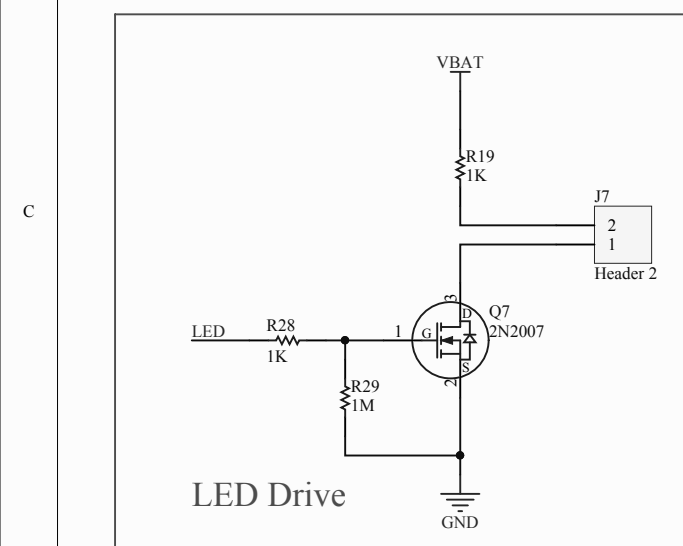 VBAT
R19
1K
J7
C
2
1
Header 2
3
D
Q7
LED
R28
1
G
2N2007
1K
S
2
R29
1M
LED Drive
GND